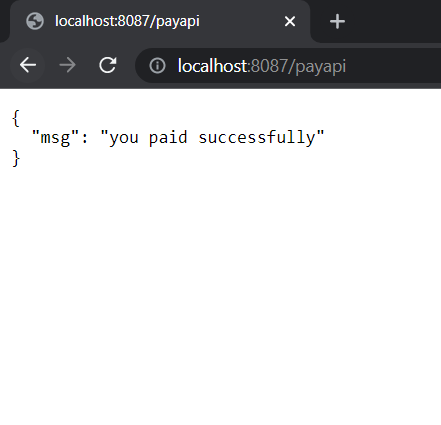 localhost:8087/payapi
localhost:8087/payapi
{
"msg": "you paid successfully"
}